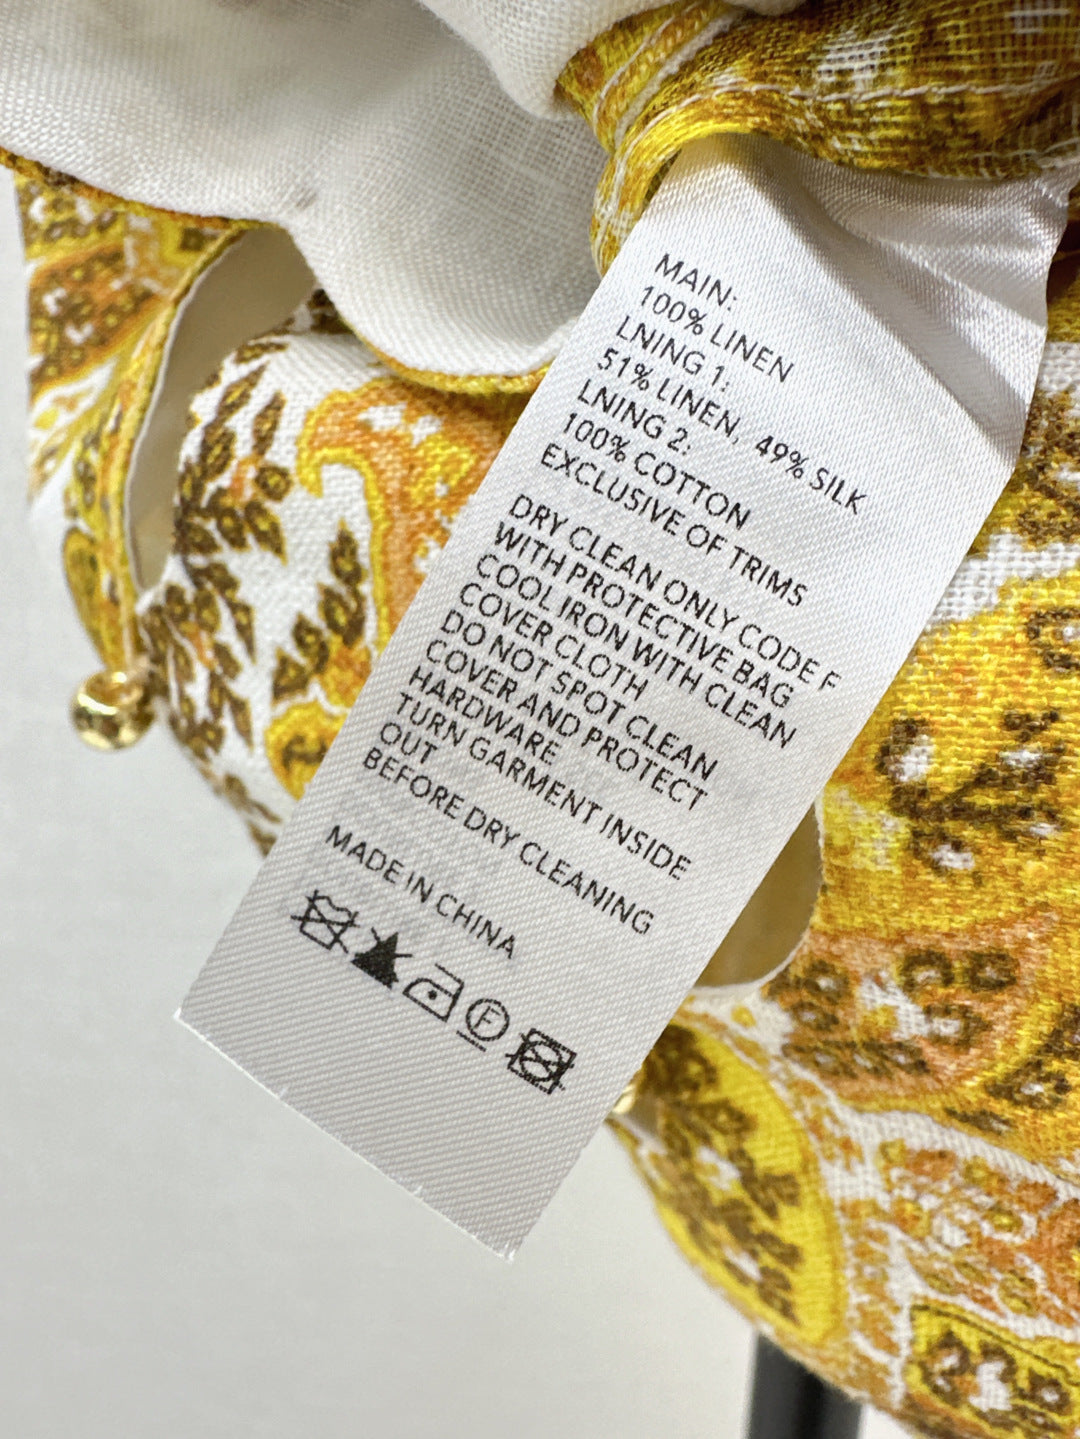 MAIN:
100% LINEN
LNING 1:
51% LINEN, 49% SILK
LNING 2:
100% COTTON
EXCLUSIVE OF TRIMS
DRY CLEAN ONLY CODE F
WITH PROTECTIVE BAG
COOL IRON WITH CLEAN
COVER CLOTH
DO NOT SPOT CLEAN
COVER AND PROTECT
HARDWARE
TURN GARMENT INSIDE
OUT
BEFORE DRY CLEANING
MADE IN CHINA
F